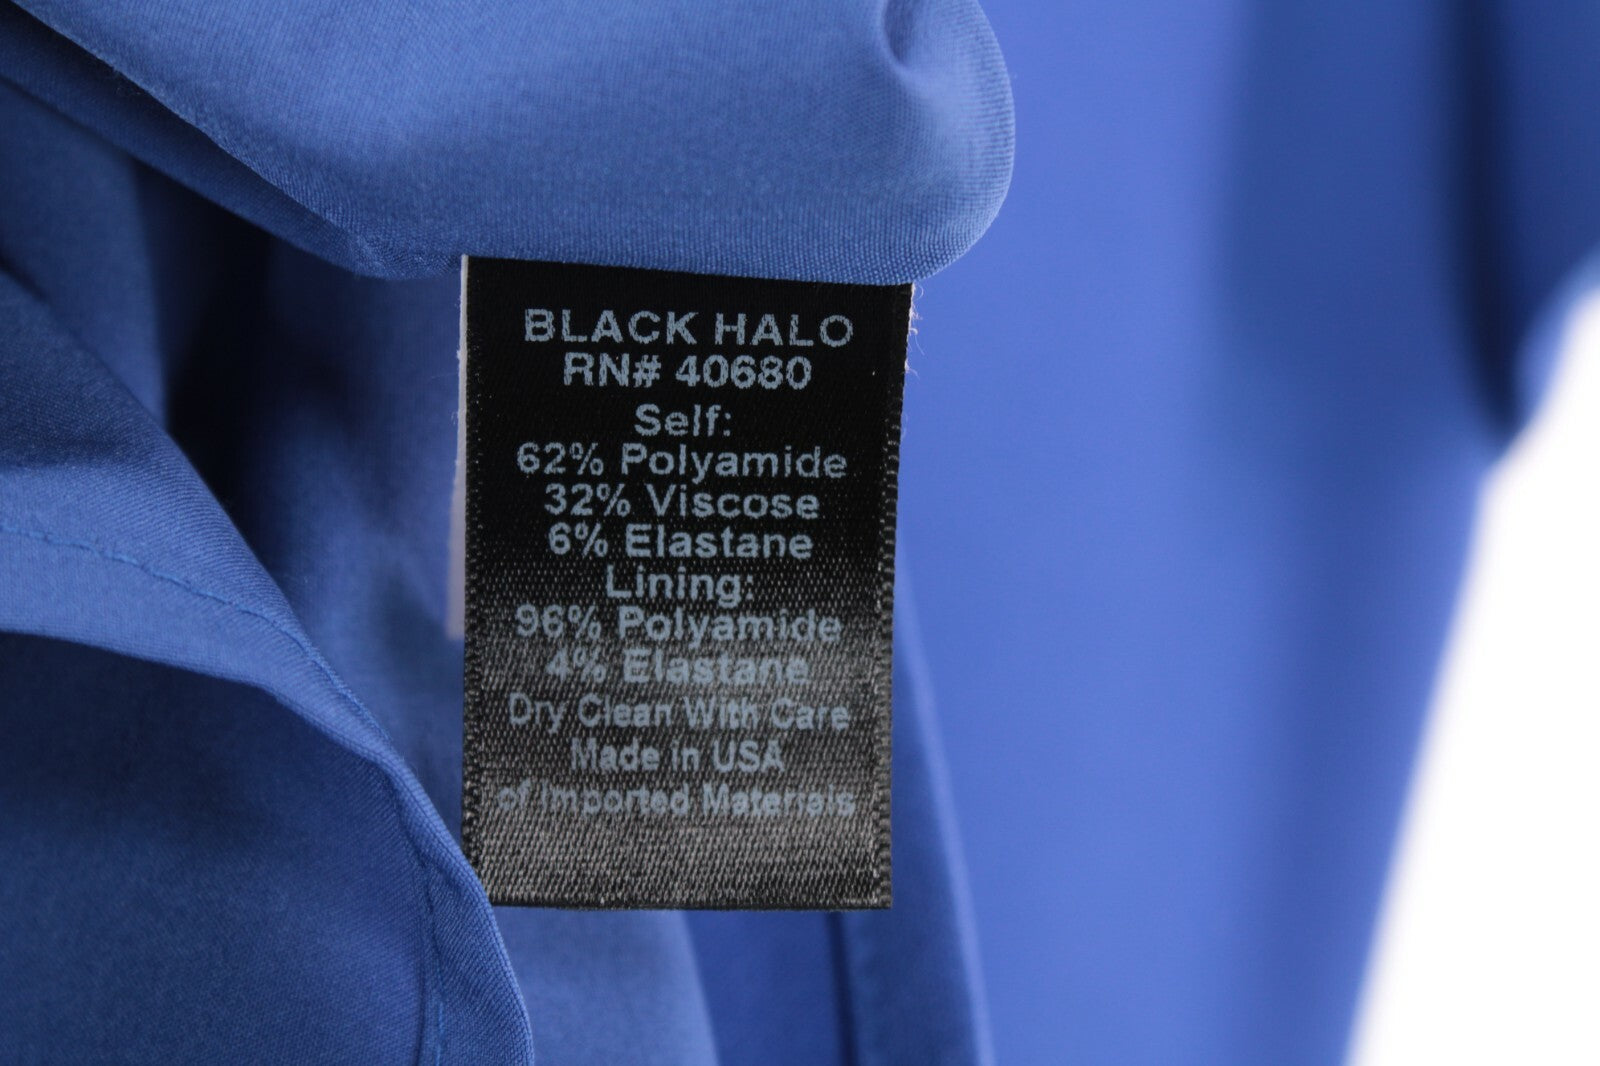 BLACK HALO
RN# 40680
Self:
62% Polyamide
32% Viscose
6% Elastane
Lining:
96% Polyamide
4% Elastane
Dry Clean With Care
Made in USA
of Imported Materials